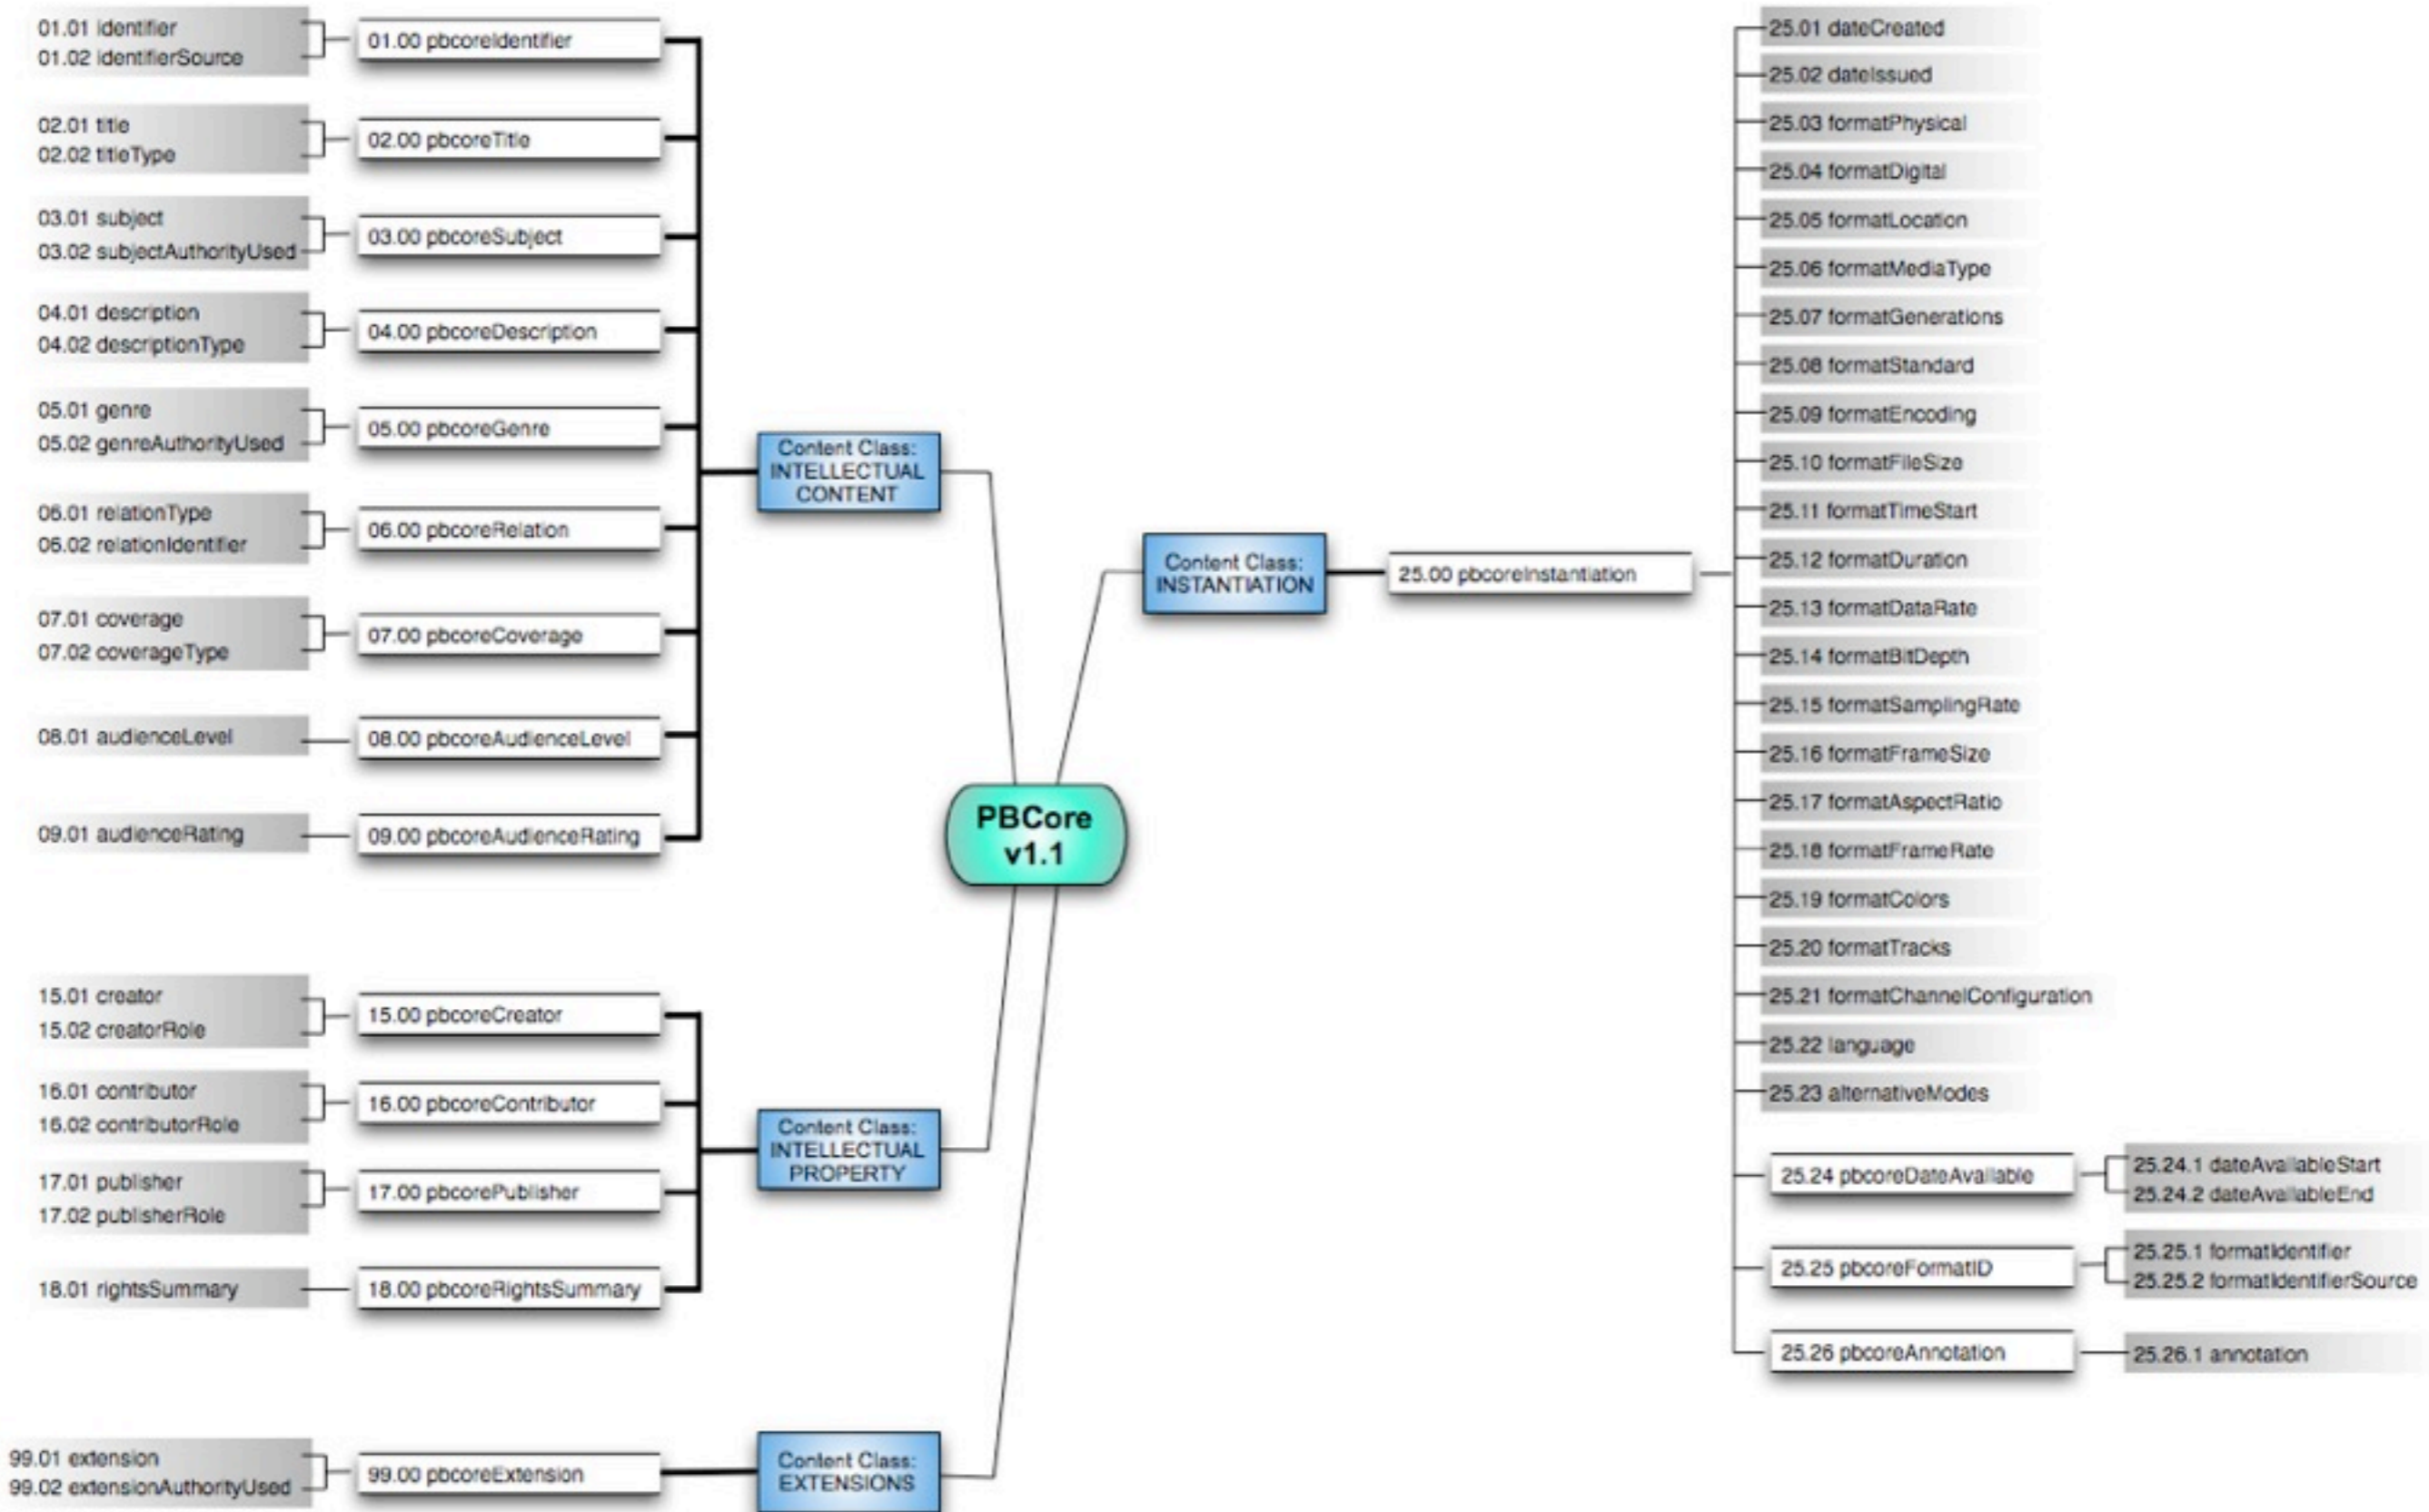 01.01 identifier
01.02 identifierSource
01.00 pbcoreIdentifier
02.01 title
02.02 titleType
02.00 pbcoreTitle
03.01 subject
03.02 subjectAuthorityUsed
03.00 pbcoreSubject
04.01 description
04.02 descriptionType
04.00 pbcoreDescription
05.01 genre
05.02 genreAuthorityUsed
05.00 pbcoreGenre
06.01 relationType
06.02 relationIdentifier
06.00 pbcoreRelation
07.01 coverage
07.02 coverageType
07.00 pbcoreCoverage
08.01 audienceLevel
08.00 pbcoreAudienceLevel
09.01 audienceRating
09.00 pbcoreAudienceRating
Content Class:
INTELLECTUAL
CONTENT
15.01 creator
15.02 creatorRole
15.00 pbcoreCreator
16.01 contributor
16.02 contributorRole
16.00 pbcoreContributor
17.01 publisher
17.02 publisherRole
17.00 pbcorePublisher
18.01 rightsSummary
18.00 pbcoreRightsSummary
Content Class:
INTELLECTUAL
PROPERTY
99.01 extension
99.02 extensionAuthorityUsed
99.00 pbcoreExtension
Content Class:
EXTENSIONS
PBCore
v1.1
Content Class:
INSTANTIATION
25.00 pbcoreInstantiation
25.01 dateCreated
25.02 dateIssued
25.03 formatPhysical
25.04 formatDigital
25.05 formatLocation
25.06 formatMediaType
25.07 formatGenerations
25.08 formatStandard
25.09 formatEncoding
25.10 formatFileSize
25.11 formatTimeStart
25.12 formatDuration
25.13 formatDataRate
25.14 formatBitDepth
25.15 formatSamplingRate
25.16 formatFrameSize
25.17 formatAspectRatio
25.18 formatFrameRate
25.19 formatColors
25.20 formatTracks
25.21 formatChannelConfiguration
25.22 language
25.23 alternativeModes
25.24 pbcoreDateAvailable
25.24.1 dateAvailableStart
25.24.2 dateAvailableEnd
25.25 pbcoreFormatID
25.25.1 formatIdentifier
25.25.2 formatIdentifierSource
25.26 pbcoreAnnotation
25.26.1 annotation